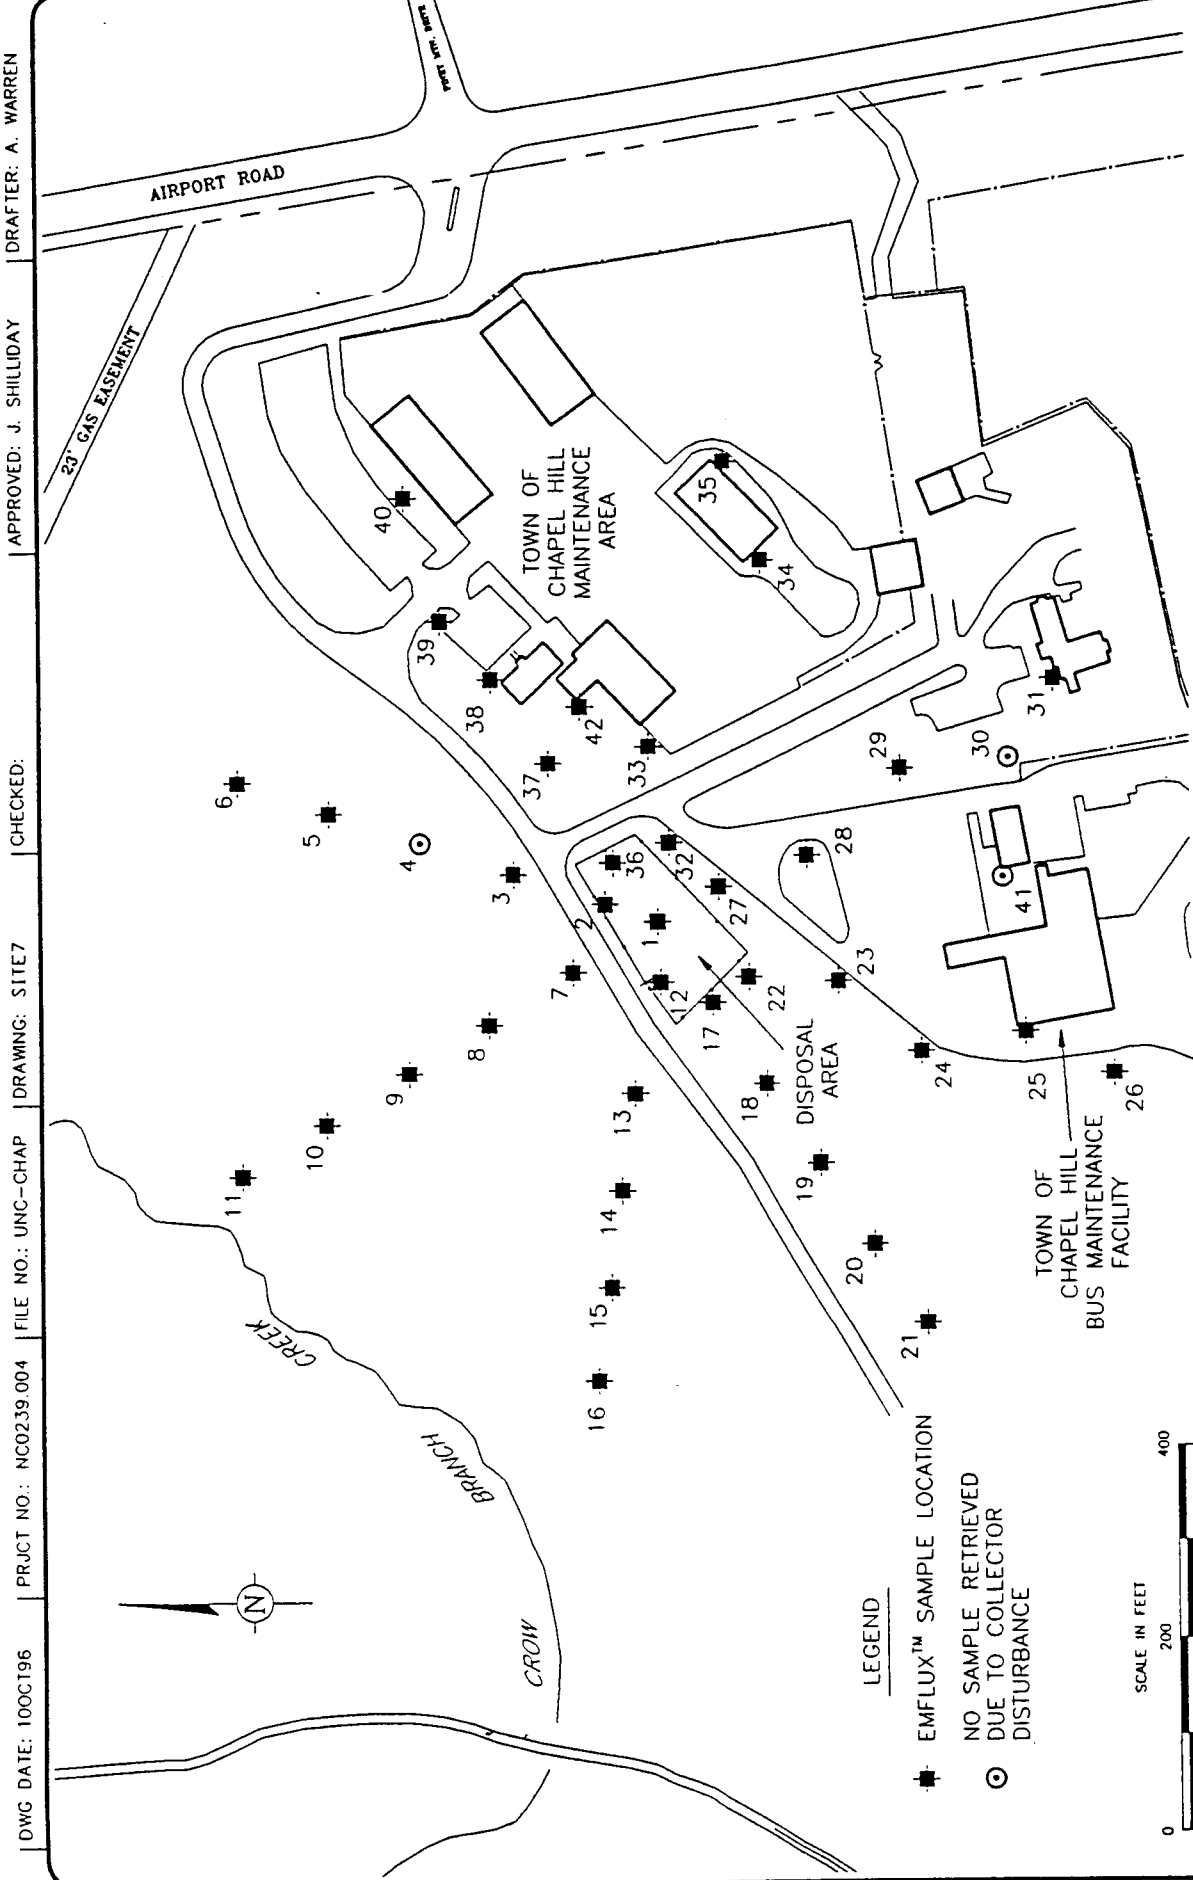 DWG DATE: 10OCT96
PRJCT NO.: NC0239.004
FILE NO.: UNC-CHAP
DRAWING: SITE7
CHECKED:
APPROVED: J. SHILLIDAY
DRAFTER: A. WARREN
23' GAS EASEMENT
AIRPORT ROAD
PINEY MTN. DRIVE
N
CROW
BRANCH
CREEK
11
10
9
8
7
6
5
4
3
2
1
12
36
32
27
17
22
13
14
15
16
18
19
20
21
23
24
25
26
28
29
30
31
41
33
42
37
38
39
40
34
35
TOWN OF
CHAPEL HILL
MAINTENANCE
AREA
DISPOSAL
AREA
TOWN OF
CHAPEL HILL
BUS MAINTENANCE
FACILITY
LEGEND
EMFLUX™ SAMPLE LOCATION
NO SAMPLE RETRIEVED
DUE TO COLLECTOR
DISTURBANCE
SCALE IN FEET
0 200 400